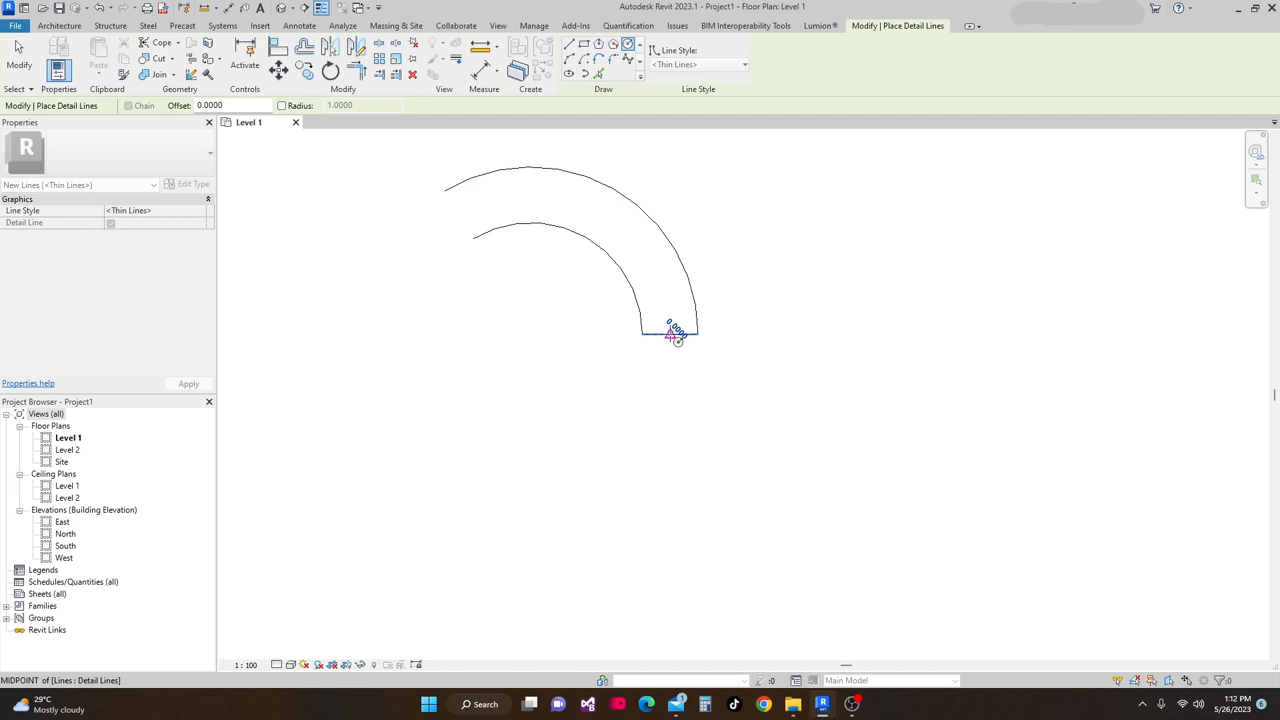 Autodesk Revit 2023.1 - Project1 - Floor Plan: Level 1
File Architecture Structure Steel Precast Systems Insert Annotate Analyze Massing & Site Collaborate View Manage Add-Ins Quantification Issues BIM Interoperability Tools Lumion® Modify | Place Detail Lines
Cope
Cut
Join
Modify
Paste
Activate
Line Style:
<Thin Lines>
Select Properties Clipboard Geometry Controls Modify View Measure Create Draw Line Style
Modify | Place Detail Lines Chain Offset: 0.0000 Radius: 1.0000
Properties
Level 1
R
New Lines (<Thin Lines>) Edit Type
Graphics
Line Style <Thin Lines>
Detail Line
0.0000
Properties help Apply
Project Browser - Project1
Views (all)
Floor Plans
Level 1
Level 2
Site
Ceiling Plans
Level 1
Level 2
Elevations (Building Elevation)
East
North
South
West
Legends
Schedules/Quantities (all)
Sheets (all)
Families
Groups
Revit Links
1 : 100
MIDPOINT of [Lines : Detail Lines] :0 Main Model :0
29°C
Mostly cloudy
Search
1:12 PM
5/26/2023